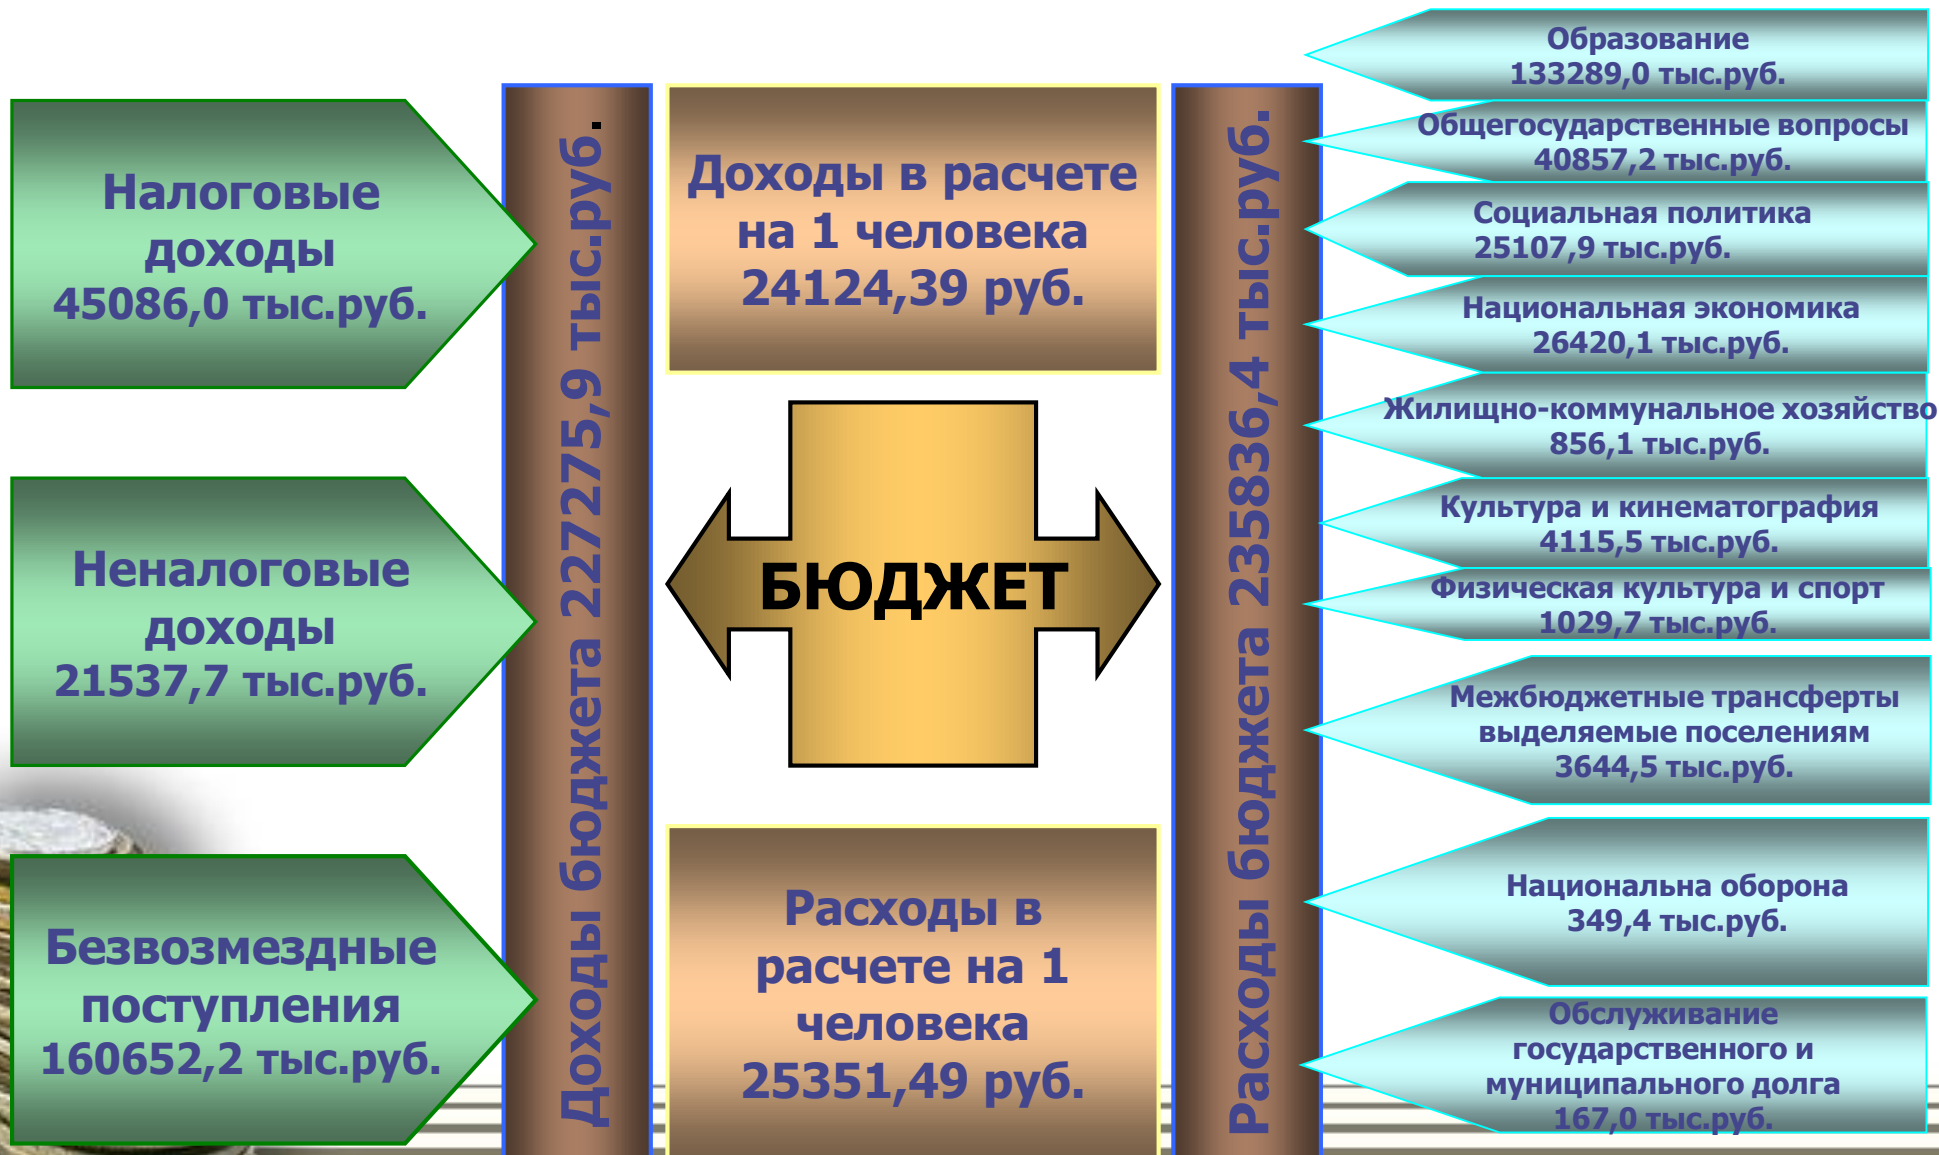 Налоговые
доходы
45086,0 тыс.руб.
Неналоговые
доходы
21537,7 тыс.руб.
Безвозмездные
поступления
160652,2 тыс.руб.
Доходы бюджета 227275,9 тыс.руб.
Доходы в расчете
на 1 человека
24124,39 руб.
БЮДЖЕТ
Расходы в
расчете на 1
человека
25351,49 руб.
Расходы бюджета 235836,4 тыс.руб.
Образование
133289,0 тыс.руб.
Общегосударственные вопросы
40857,2 тыс.руб.
Социальная политика
25107,9 тыс.руб.
Национальная экономика
26420,1 тыс.руб.
Жилищно-коммунальное хозяйство
856,1 тыс.руб.
Культура и кинематография
4115,5 тыс.руб.
Физическая культура и спорт
1029,7 тыс.руб.
Межбюджетные трансферты
выделяемые поселениям
3644,5 тыс.руб.
Национальна оборона
349,4 тыс.руб.
Обслуживание
государственного и
муниципального долга
167,0 тыс.руб.